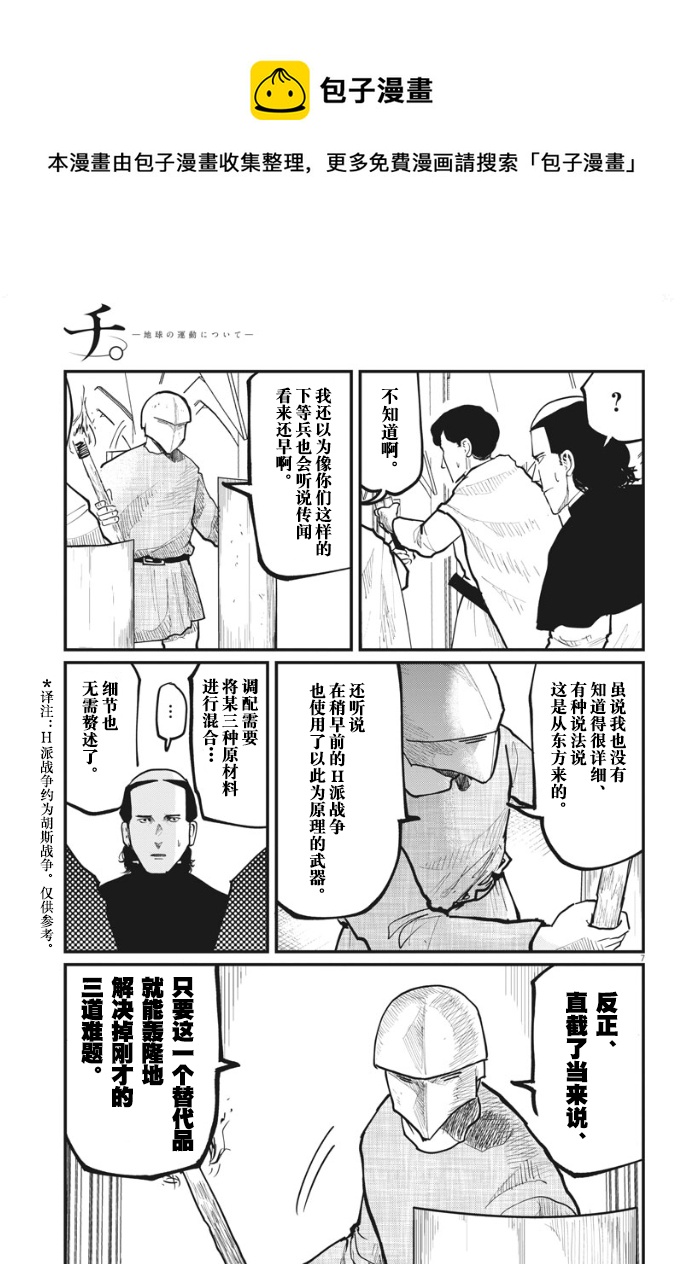 包子漫畫
本漫畫由包子漫畫收集整理，更多免費漫画請搜索「包子漫畫」
チ。
—地球の運動について—
？
不知道啊。
我还以为像你们这样的
下等兵也会听说传闻
看来还早啊。
虽说我也没有
知道得很详细、
有种说法说
这是从东方来的。
还听说
在稍早前的H派战争
也使用了以此为原理的武器。
调配需要
将某三种原材料
进行混合…
…
细节也
无需赘述了。
＊译注：H派战争约为胡斯战争。仅供参考。
7
反正、
直截了当来说、
只要这一个替代品
就能轰隆地
解决掉刚才的
三道难题。